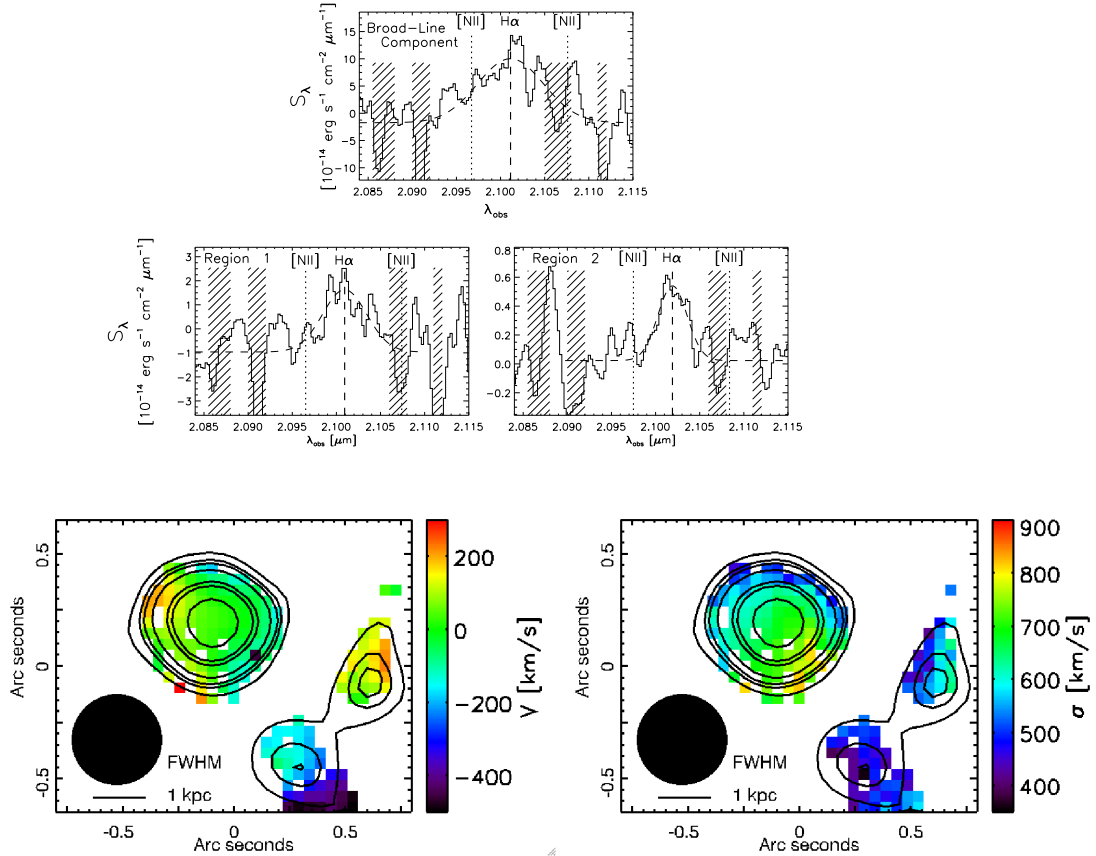 Broad-Line
Component
[NII] Hα [NII]
15
10
5
0
−5
−10
S_λ
[10⁻¹⁴ erg s⁻¹ cm⁻² μm⁻¹]
2.085 2.090 2.095 2.100 2.105 2.110 2.115
λ_obs
Region 1 [NII] Hα [NII]
3
2
1
0
−1
−2
−3
S_λ
[10⁻¹⁴ erg s⁻¹ cm⁻² μm⁻¹]
2.085 2.090 2.095 2.100 2.105 2.110 2.115
λ_obs [μm]
Region 2 [NII] Hα [NII]
0.8
0.6
0.4
0.2
0.0
−0.2
2.085 2.090 2.095 2.100 2.105 2.110 2.115
λ_obs [μm]
Arc seconds
0.5
0
-0.5
FWHM
1 kpc
-0.5 0 0.5
Arc seconds
200
0
−200
−400
V [km/s]
Arc seconds
0.5
0
-0.5
FWHM
1 kpc
-0.5 0 0.5
Arc seconds
900
800
700
600
500
400
σ [km/s]